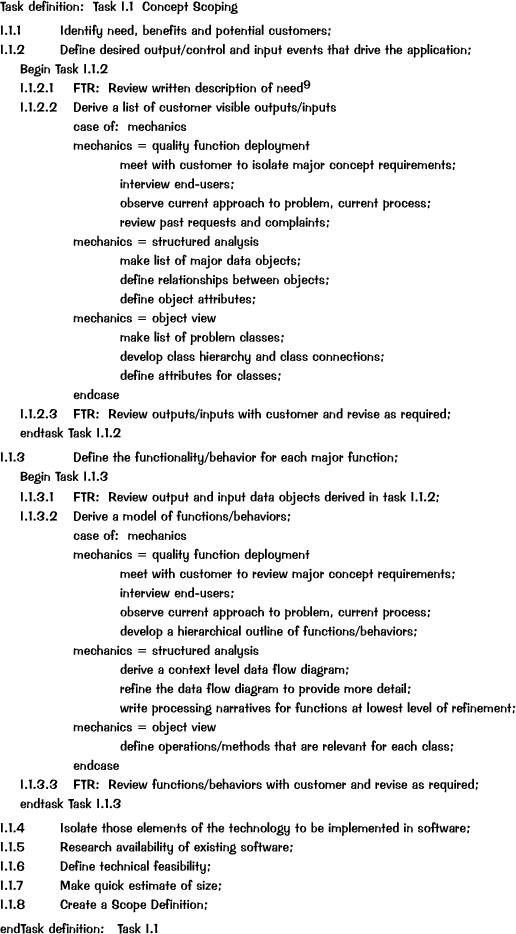 Task definition: Task I.1 Concept Scoping
I.1.1 Identify need, benefits and potential customers;
I.1.2 Define desired output/control and input events that drive the application;
Begin Task I.1.2
I.1.2.1 FTR: Review written description of need9
I.1.2.2 Derive a list of customer visible outputs/inputs
case of: mechanics
mechanics = quality function deployment
meet with customer to isolate major concept requirements;
interview end-users;
observe current approach to problem, current process;
review past requests and complaints;
mechanics = structured analysis
make list of major data objects;
define relationships between objects;
define object attributes;
mechanics = object view
make list of problem classes;
develop class hierarchy and class connections;
define attributes for classes;
endcase
I.1.2.3 FTR: Review outputs/inputs with customer and revise as required;
endtask Task I.1.2
I.1.3 Define the functionality/behavior for each major function;
Begin Task I.1.3
I.1.3.1 FTR: Review output and input data objects derived in task I.1.2;
I.1.3.2 Derive a model of functions/behaviors;
case of: mechanics
mechanics = quality function deployment
meet with customer to review major concept requirements;
interview end-users;
observe current approach to problem, current process;
develop a hierarchical outline of functions/behaviors;
mechanics = structured analysis
derive a context level data flow diagram;
refine the data flow diagram to provide more detail;
write processing narratives for functions at lowest level of refinement;
mechanics = object view
define operations/methods that are relevant for each class;
endcase
I.1.3.3 FTR: Review functions/behaviors with customer and revise as required;
endtask Task I.1.3
I.1.4 Isolate those elements of the technology to be implemented in software;
I.1.5 Research availability of existing software;
I.1.6 Define technical feasibility;
I.1.7 Make quick estimate of size;
I.1.8 Create a Scope Definition;
endTask definition: Task I.1